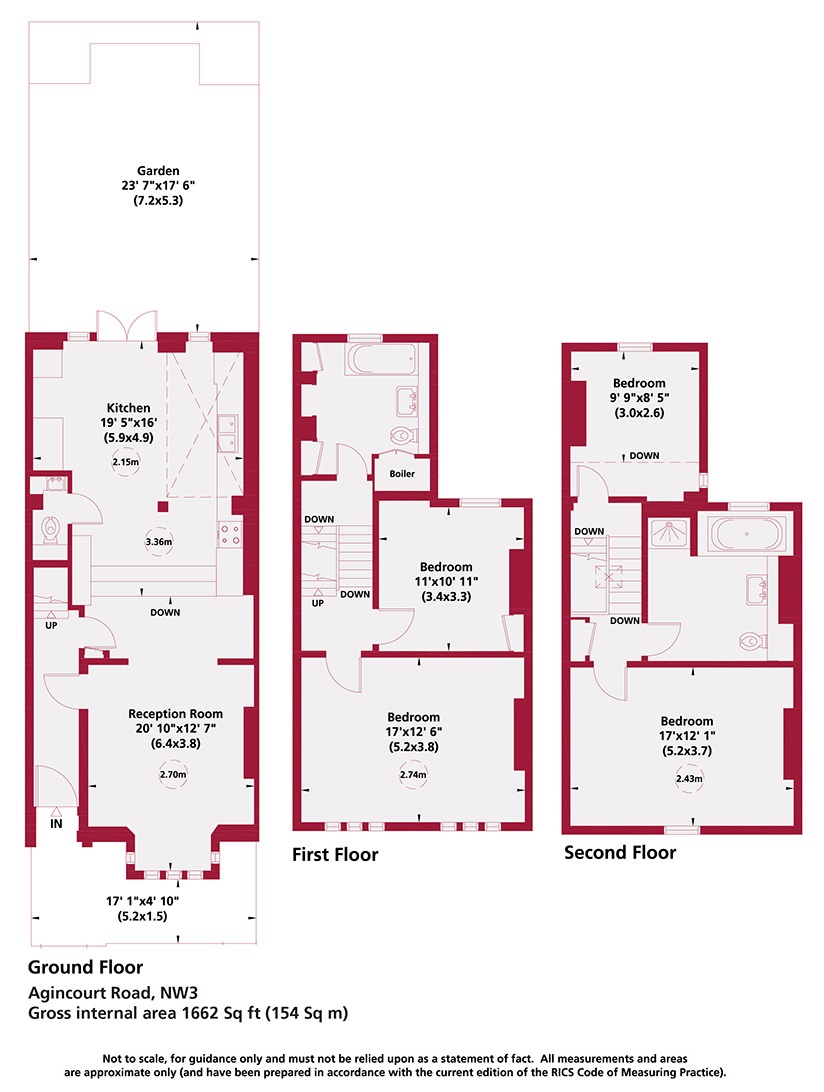 Garden
23' 7"x17' 6"
(7.2x5.3)
Kitchen
19' 5"x16'
(5.9x4.9)
2.15m
3.36m
DOWN
UP
Reception Room
20' 10"x12' 7"
(6.4x3.8)
2.70m
IN
17' 1"x4' 10"
(5.2x1.5)
Ground Floor
Boiler
DOWN
UP
DOWN
Bedroom
11'x10' 11"
(3.4x3.3)
Bedroom
17'x12' 6"
(5.2x3.8)
2.74m
First Floor
Bedroom
9' 9"x8' 5"
(3.0x2.6)
DOWN
DOWN
DOWN
Bedroom
17'x12' 1"
(5.2x3.7)
2.43m
Second Floor
Agincourt Road, NW3
Gross internal area 1662 Sq ft (154 Sq m)
Not to scale, for guidance only and must not be relied upon as a statement of fact. All measurements and areas
are approximate only (and have been prepared in accordance with the current edition of the RICS Code of Measuring Practice).